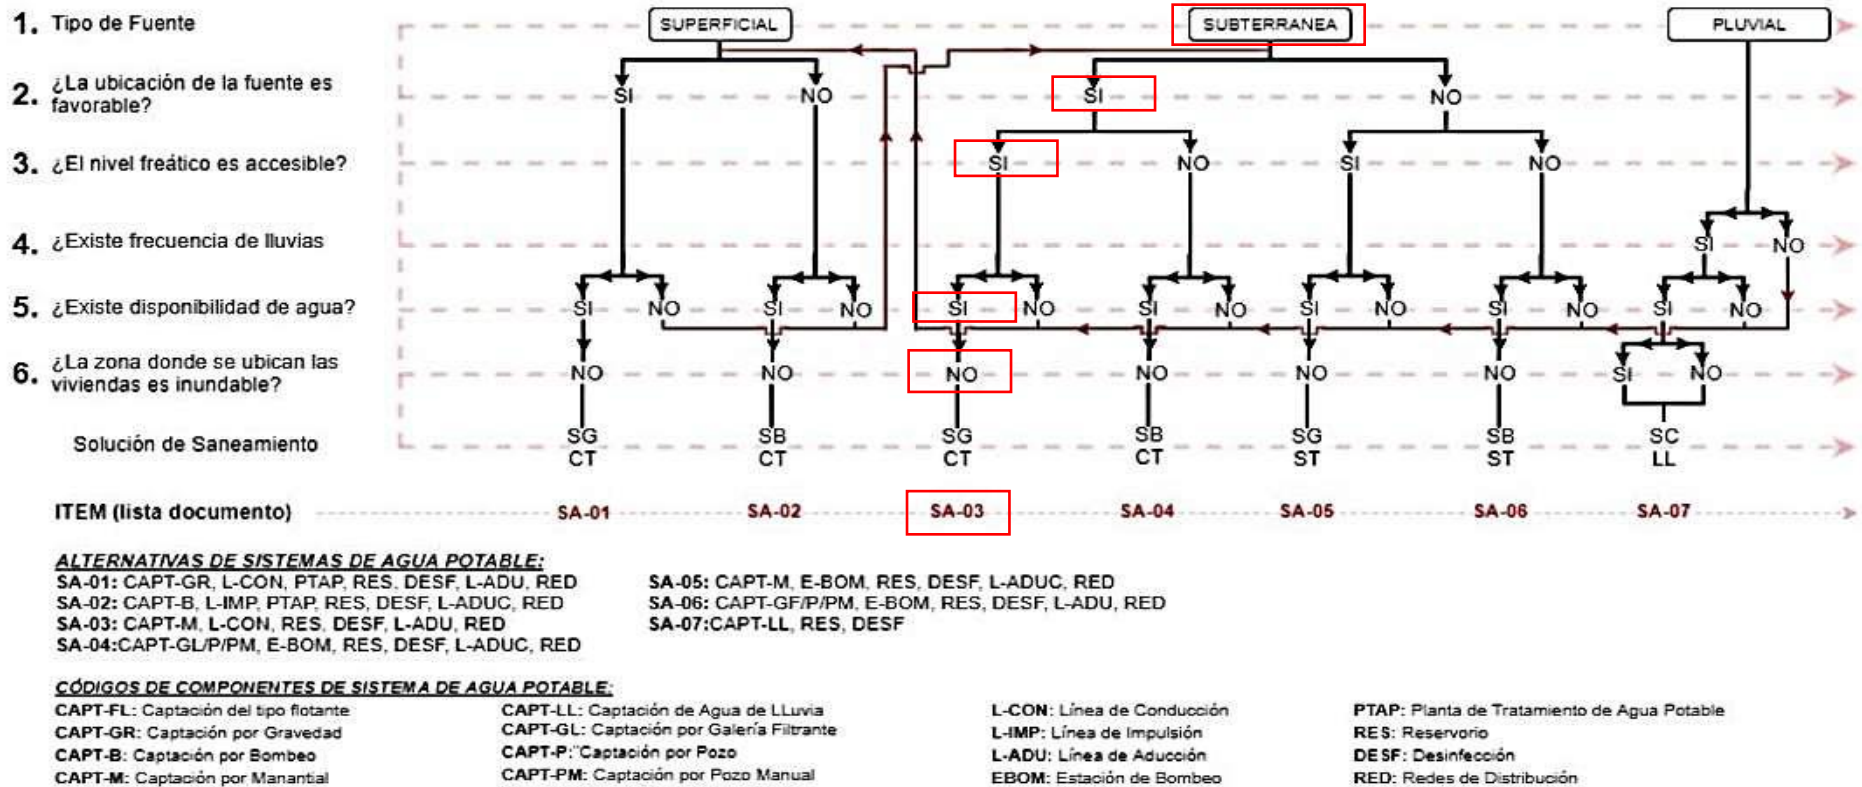 1. Tipo de Fuente
SUPERFICIAL
SUBTERRANEA
PLUVIAL
2. ¿La ubicación de la fuente es
favorable?
SI NO SI NO
3. ¿El nivel freático es accesible?
SI NO SI NO
4. ¿Existe frecuencia de lluvias
SI NO
5. ¿Existe disponibilidad de agua?
SI NO SI NO SI NO SI NO SI NO SI NO SI NO
6. ¿La zona donde se ubican las
viviendas es inundable?
NO NO NO NO NO NO SI NO
Solución de Saneamiento
SG SB SG SB SG SB SC
CT CT CT CT ST ST LL
ITEM (lista documento) SA-01 SA-02 SA-03 SA-04 SA-05 SA-06 SA-07
ALTERNATIVAS DE SISTEMAS DE AGUA POTABLE:
SA-01: CAPT-GR, L-CON, PTAP, RES, DESF, L-ADU, RED
SA-02: CAPT-B, L-IMP, PTAP, RES, DESF, L-ADUC, RED
SA-03: CAPT-M, L-CON, RES, DESF, L-ADU, RED
SA-04:CAPT-GL/P/PM, E-BOM, RES, DESF, L-ADUC, RED
SA-05: CAPT-M, E-BOM, RES, DESF, L-ADUC, RED
SA-06: CAPT-GF/P/PM, E-BOM, RES, DESF, L-ADU, RED
SA-07:CAPT-LL, RES, DESF
CÓDIGOS DE COMPONENTES DE SISTEMA DE AGUA POTABLE:
CAPT-FL: Captación del tipo flotante
CAPT-GR: Captación por Gravedad
CAPT-B: Captación por Bombeo
CAPT-M: Captación por Manantial
CAPT-LL: Captación de Agua de LLuvia
CAPT-GL: Captación por Galería Filtrante
CAPT-P: Captación por Pozo
CAPT-PM: Captación por Pozo Manual
L-CON: Línea de Conducción
L-IMP: Línea de Impulsión
L-ADU: Línea de Aducción
EBOM: Estación de Bombeo
PTAP: Planta de Tratamiento de Agua Potable
RES: Reservorio
DESF: Desinfección
RED: Redes de Distribución